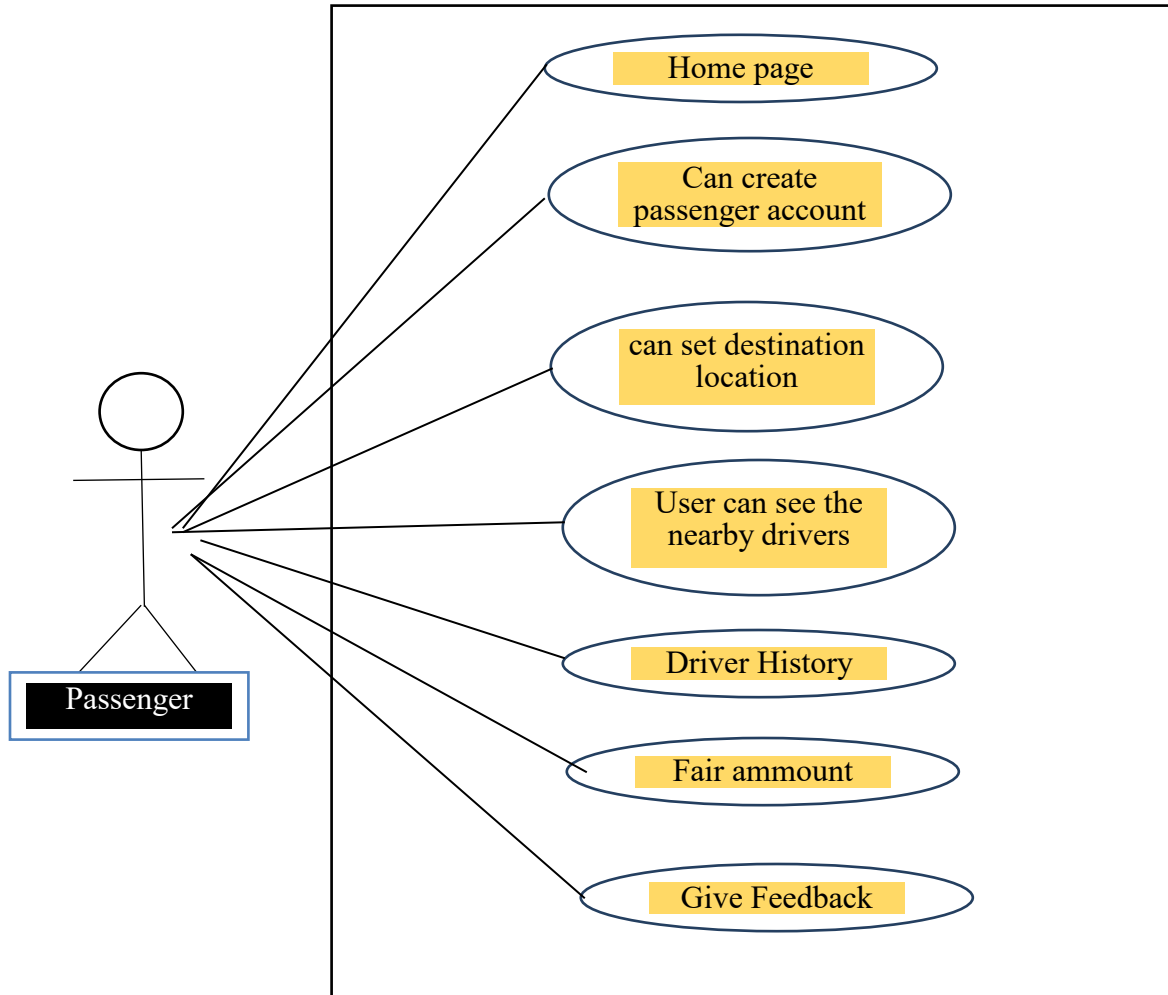 Home page
Can create
passenger account
can set destination
location
User can see the
nearby drivers
Driver History
Passenger
Fair ammount
Give Feedback